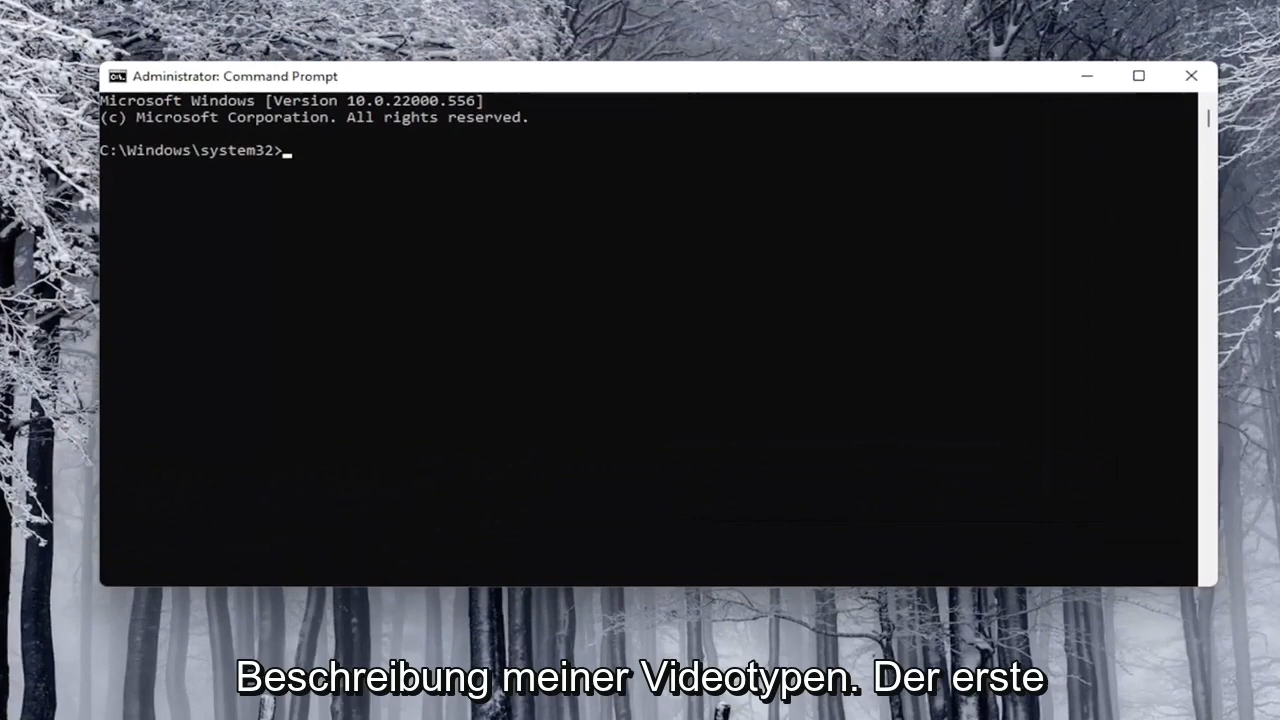 Administrator: Command Prompt
Microsoft Windows [Version 10.0.22000.556]
(c) Microsoft Corporation. All rights reserved.
C:\Windows\system32>
Beschreibung meiner Videotypen. Der erste